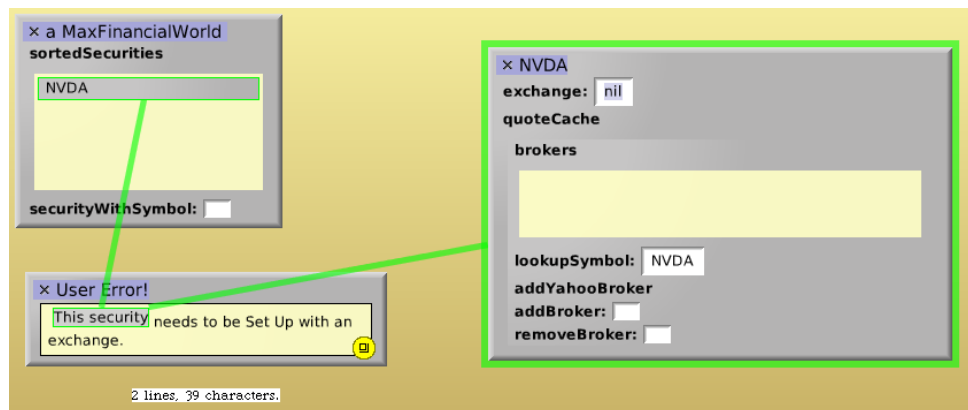 × a MaxFinancialWorld
sortedSecurities
NVDA
securityWithSymbol:
× User Error!
This security needs to be Set Up with an
exchange.
2 lines, 39 characters.
× NVDA
exchange: nil
quoteCache
brokers
lookupSymbol: NVDA
addYahooBroker
addBroker:
removeBroker: